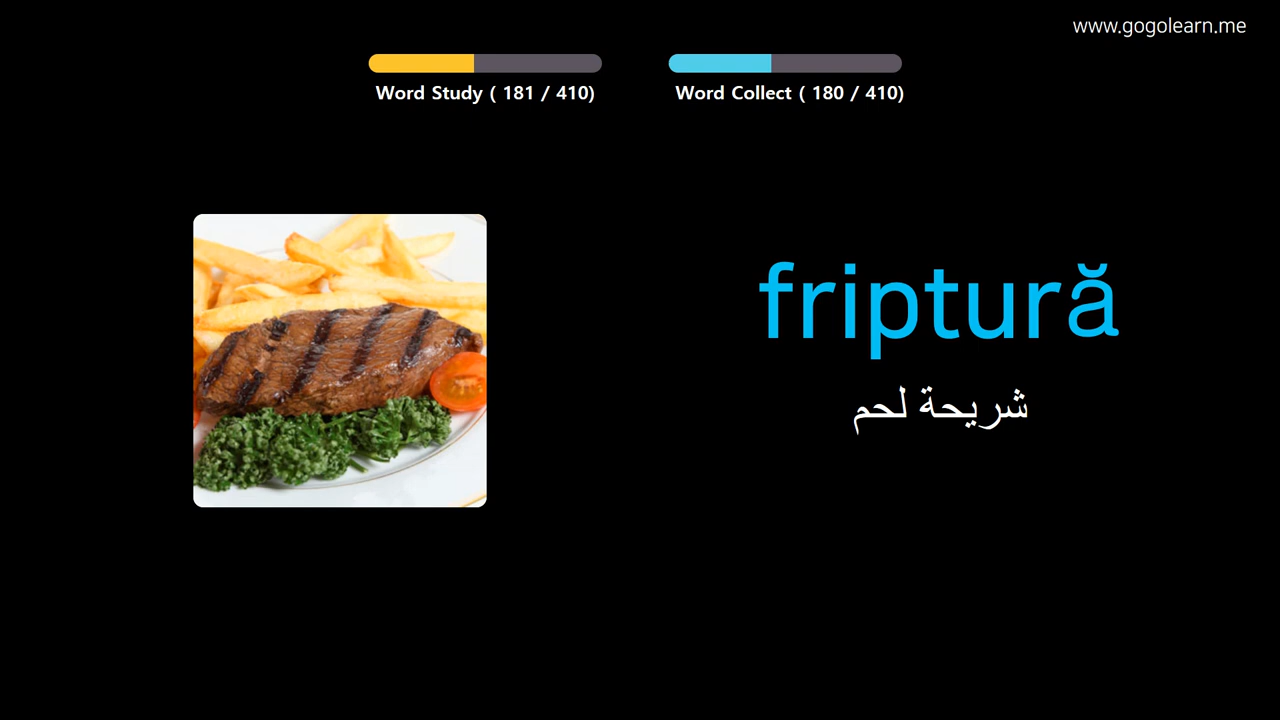 www.gogolearn.me
Word Study ( 181 / 410)
Word Collect ( 180 / 410)
friptură
شريحة لحم